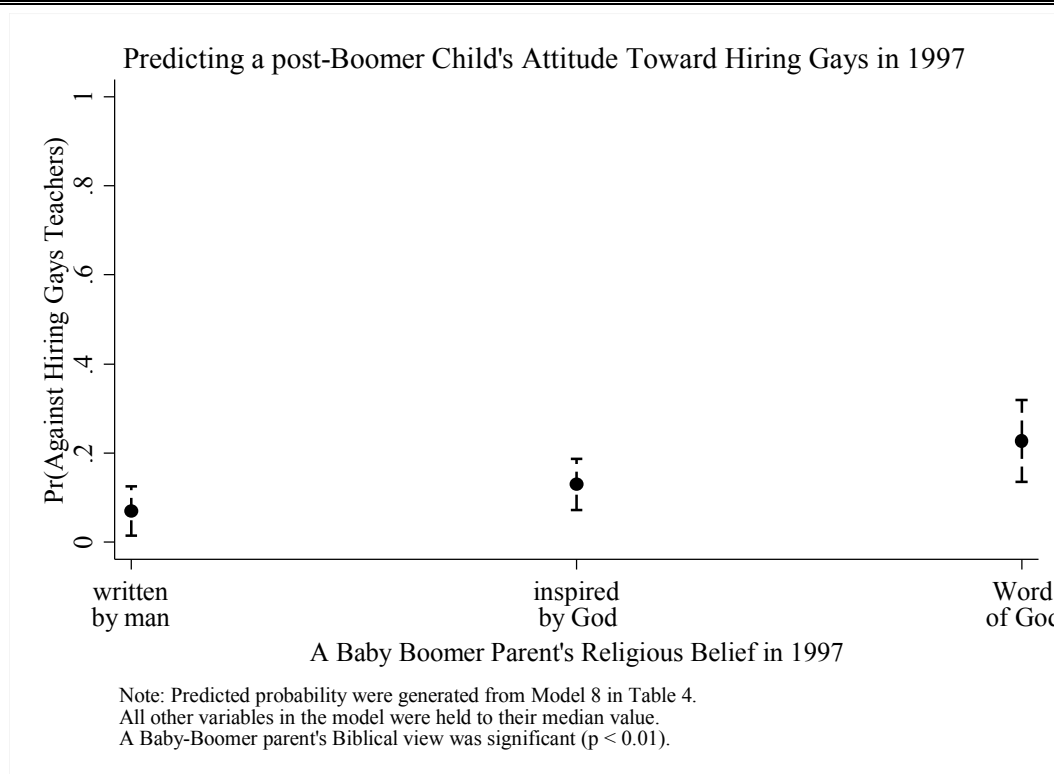 Predicting a post-Boomer Child's Attitude Toward Hiring Gays in 1997
Pr(Against Hiring Gays Teachers)
1
.8
.6
.4
.2
0
written
by man
inspired
by God
Word
of God
A Baby Boomer Parent's Religious Belief in 1997
Note: Predicted probability were generated from Model 8 in Table 4.
All other variables in the model were held to their median value.
A Baby-Boomer parent's Biblical view was significant (p < 0.01).